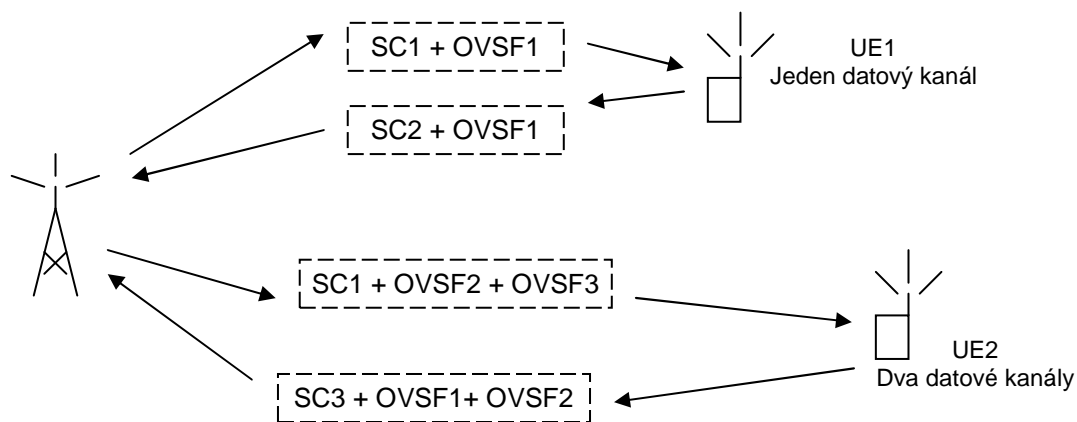 SC1 + OVSF1
UE1
Jeden datový kanál
SC2 + OVSF1
SC1 + OVSF2 + OVSF3
UE2
Dva datové kanály
SC3 + OVSF1+ OVSF2